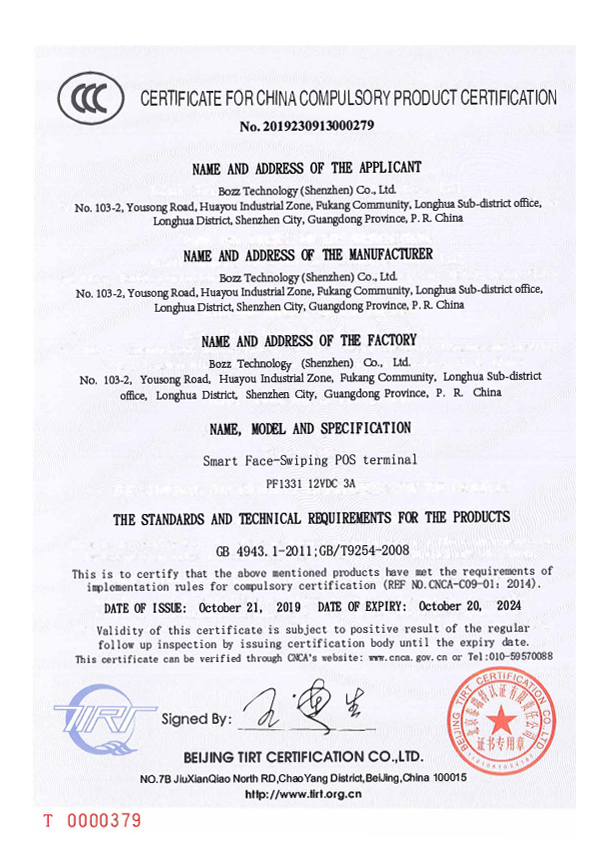 CCC
CERTIFICATE FOR CHINA COMPULSORY PRODUCT CERTIFICATION
No. 2019230913000279
NAME AND ADDRESS OF THE APPLICANT
Bozz Technology (Shenzhen) Co., Ltd.
No. 103-2, Yousong Road, Huayou Industrial Zone, Fukang Community, Longhua Sub-district office,
Longhua District, Shenzhen City, Guangdong Province, P. R. China
NAME AND ADDRESS OF THE MANUFACTURER
Bozz Technology (Shenzhen) Co., Ltd.
No. 103-2, Yousong Road, Huayou Industrial Zone, Fukang Community, Longhua Sub-district office,
Longhua District, Shenzhen City, Guangdong Province, P. R. China
NAME AND ADDRESS OF THE FACTORY
Bozz Technology (Shenzhen) Co., Ltd.
No. 103-2, Yousong Road, Huayou Industrial Zone, Fukang Community, Longhua Sub-district
office, Longhua District, Shenzhen City, Guangdong Province, P. R. China
NAME, MODEL AND SPECIFICATION
Smart Face-Swiping POS terminal
PF1331 12VDC 3A
THE STANDARDS AND TECHNICAL REQUIREMENTS FOR THE PRODUCTS
GB 4943.1-2011;GB/T9254-2008
This is to certify that the above mentioned products have met the requirements of
implementation rules for compulsory certification (REF NO.CNCA-C09-01: 2014).
DATE OF ISSUE: October 21, 2019 DATE OF EXPIRY: October 20, 2024
Validity of this certificate is subject to positive result of the regular
follow up inspection by issuing certification body until the expiry date.
This certificate can be verified through CNCA's website: www.cnca.gov.cn or Tel:010-59570088
TIRT
Signed By:
BEIJING TIRT CERTIFICATION CO.,LTD.
证书专用章
BEIJING TIRT CERTIFICATION CO.,LTD.
NO.7B JiuXianQiao North RD,ChaoYang District,BeiJing,China 100015
http://www.tirt.org.cn
T 0000379